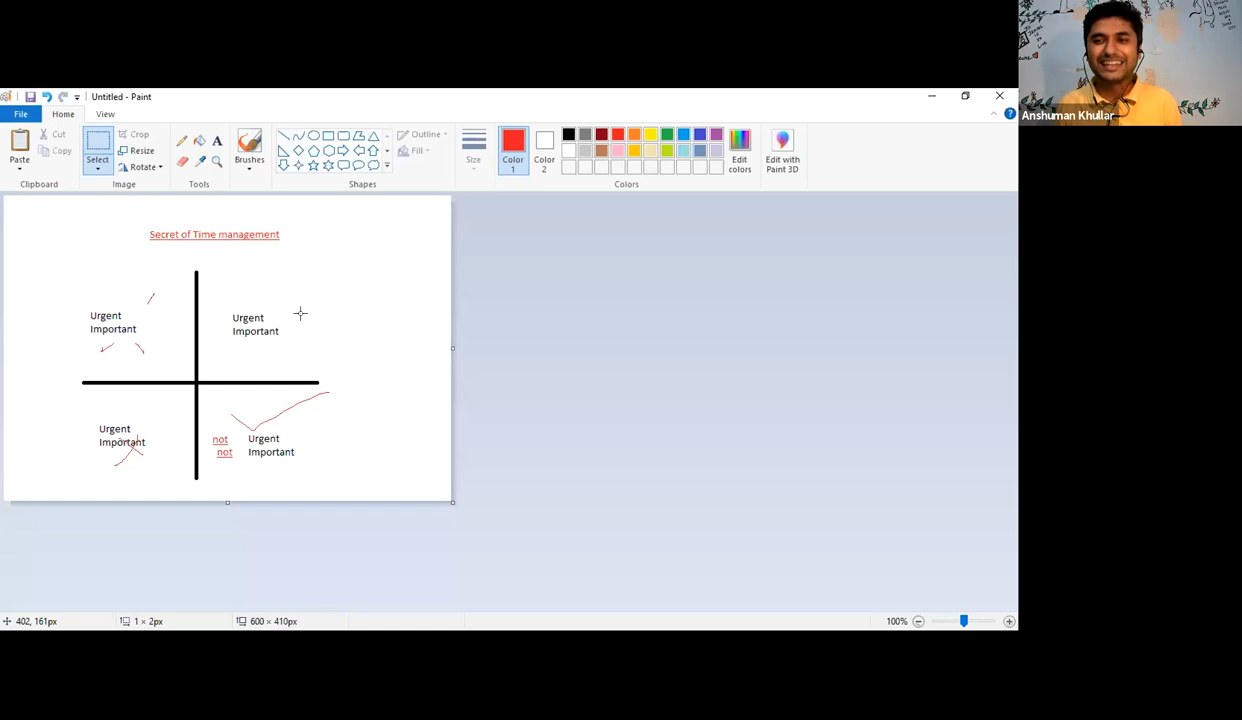 Anshuman Khullar
Untitled - Paint
File
Home
View
Paste
Cut
Copy
Clipboard
Select
Crop
Resize
Rotate
Image
A
Tools
Brushes
Outline
Fill
Shapes
Size
Color
1
Color
2
Edit
colors
Edit with
Paint 3D
Colors
Secret of Time management
Urgent
Important
Urgent
Important
Urgent
Important
not Urgent
not Important
402, 161px
1 × 2px
600 × 410px
100%